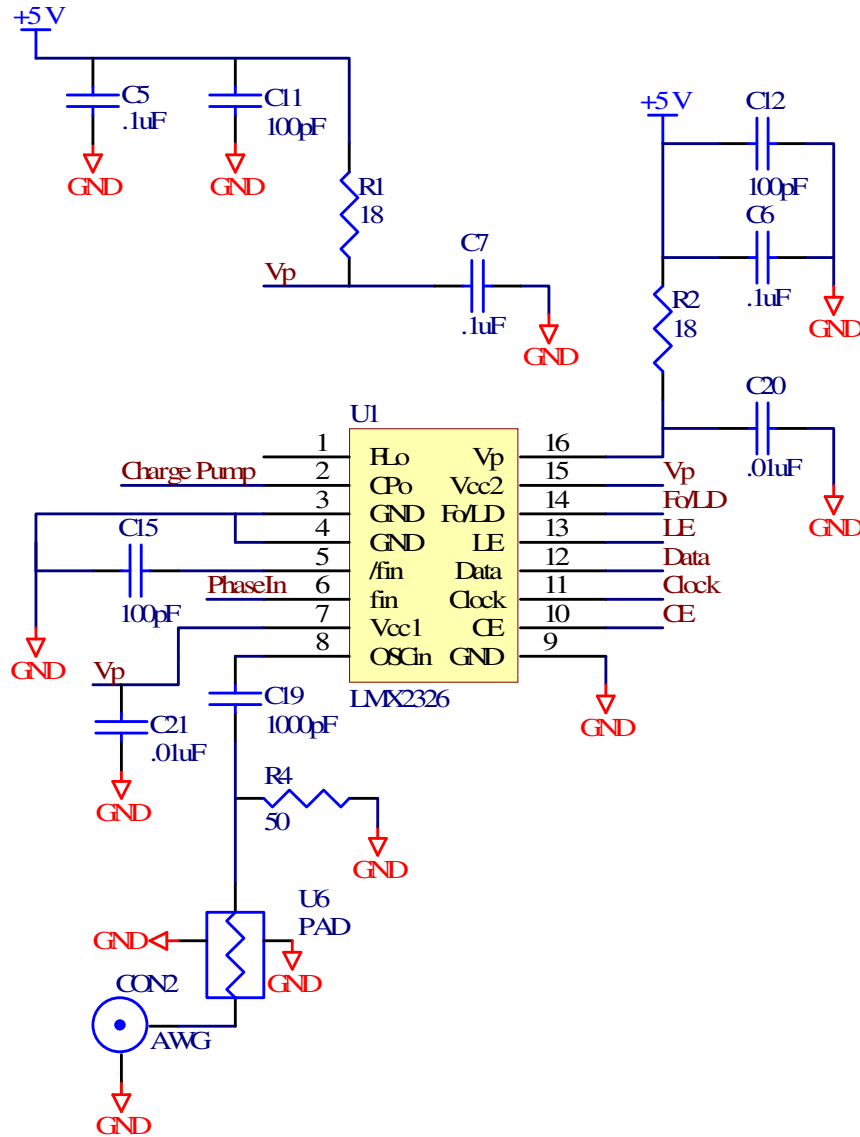 +5 V
C5
.1uF
GND
C11
100pF
GND
R1
18
Vp
C7
.1uF
GND
+5 V
C12
100pF
C6
.1uF
GND
R2
18
C20
.01uF
GND
U1
1 FLo Vp 16
Charge Pump 2 CPo Vcc2 15 Vp
3 GND Fo/LD 14 Fo/LD
4 GND LE 13 LE
5 /fin Data 12 Data
PhaseIn 6 fin Clock 11 Clock
7 Vcc1 CE 10 CE
8 OSCin GND 9
LMX2326
C15
100pF
GND
GND
Vp
C21
.01uF
GND
C19
1000pF
R4
50
GND
U6
PAD
GND
GND
CON2
AWG
GND